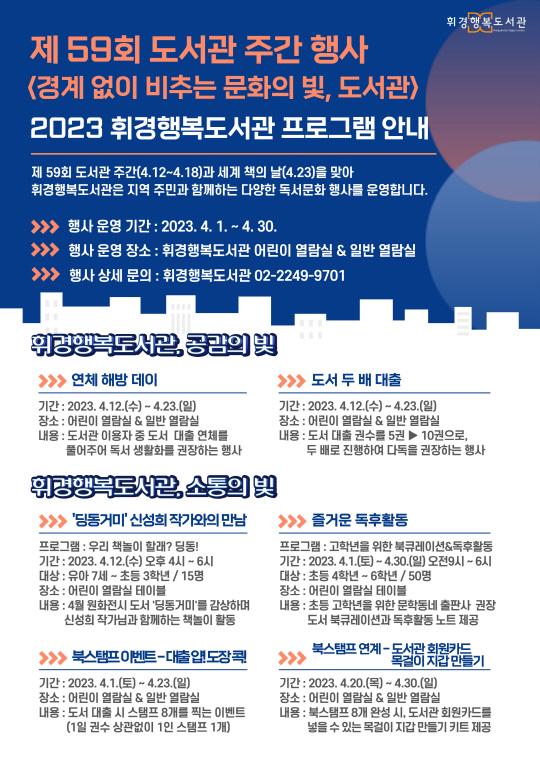 휘경행복도서관
제 59회 도서관 주간 행사
<경계 없이 비추는 문화의 빛, 도서관>
2023 휘경행복도서관 프로그램 안내
제 59회 도서관 주간(4.12~4.18)과 세계 책의 날(4.23)을 맞아
휘경행복도서관은 지역 주민과 함께하는 다양한 독서문화 행사를 운영합니다.
행사 운영 기간 : 2023. 4. 1. ~ 4. 30.
행사 운영 장소 : 휘경행복도서관 어린이 열람실 & 일반 열람실
행사 상세 문의 : 휘경행복도서관 02-2249-9701
휘경행복도서관, 공감의 빛
연체 해방 데이
기간 : 2023. 4.12.(수) ~ 4.23.(일)
장소 : 어린이 열람실 & 일반 열람실
내용 : 도서관 이용자 중 도서 대출 연체를
풀어주어 독서 생활화를 권장하는 행사
도서 두 배 대출
기간 : 2023. 4.12.(수) ~ 4.23.(일)
장소 : 어린이 열람실 & 일반 열람실
내용 : 도서 대출 권수를 5권 ▶ 10권으로,
두 배로 진행하여 다독을 권장하는 행사
휘경행복도서관, 소통의 빛
'딩동거미' 신성희 작가와의 만남
프로그램 : 우리 책놀이 할래? 딩동!
기간 : 2023. 4.12.(수) 오후 4시 ~ 6시
대상 : 유아 7세 ~ 초등 3학년 / 15명
장소 : 어린이 열람실 테이블
내용 : 4월 원화전시 도서 '딩동거미'를 감상하며
신성희 작가님과 함께하는 책놀이 활동
즐거운 독후활동
프로그램 : 고학년을 위한 북큐레이션&독후활동
기간 : 2023. 4.1.(토) ~ 4.30.(일) 오전9시 ~ 6시
대상 : 초등 4학년 ~ 6학년 / 50명
장소 : 어린이 열람실 테이블
내용 : 초등 고학년을 위한 문학동네 출판사 권장
도서 북큐레이션과 독후활동 노트 제공
북스탬프 이벤트 - 대출 업! 도장 콕!
기간 : 2023. 4.1.(토) ~ 4.23.(일)
장소 : 어린이 열람실 & 일반 열람실
내용 : 도서 대출 시 스탬프 8개를 찍는 이벤트
(1일 권수 상관없이 1인 스탬프 1개)
북스탬프 연계 - 도서관 회원카드
목걸이 지갑 만들기
기간 : 2023. 4.20.(목) ~ 4.30.(일)
장소 : 어린이 열람실 & 일반 열람실
내용 : 북스탬프 8개 완성 시, 도서관 회원카드를
넣을 수 있는 목걸이 지갑 만들기 키트 제공